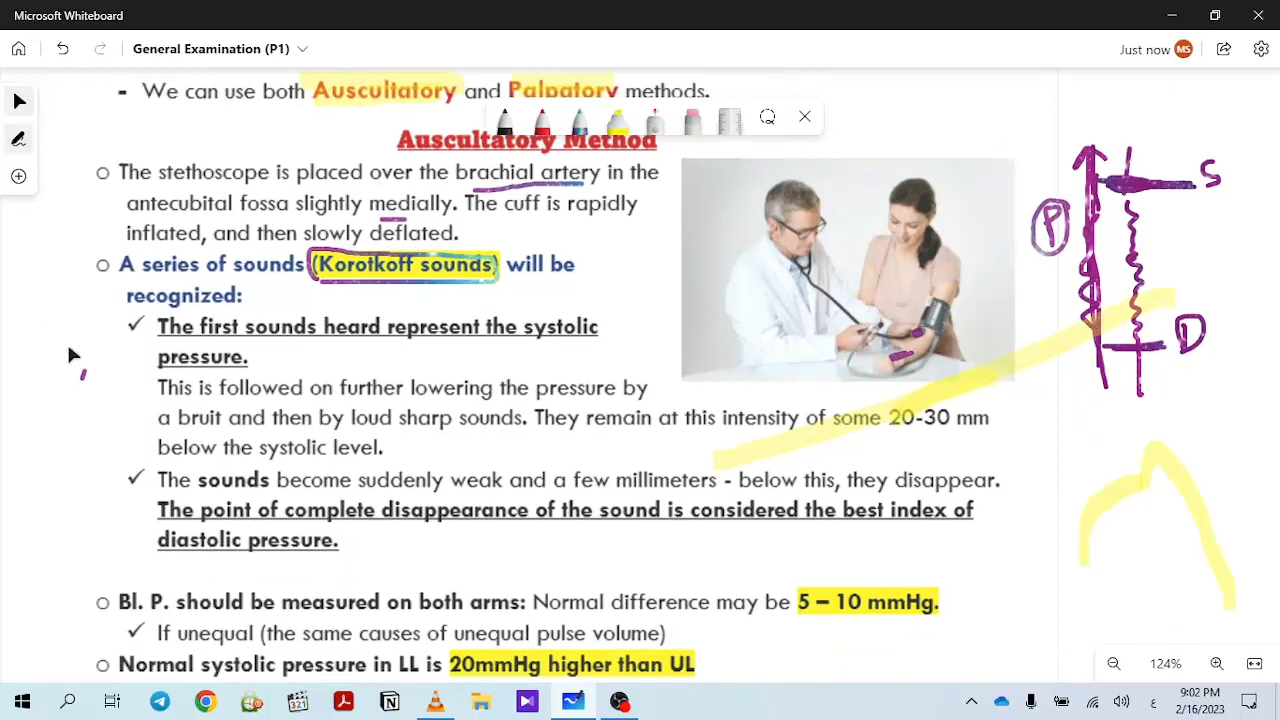 Microsoft Whiteboard
General Examination (P1)
Just now MS
- We can use both Auscultatory and Palpatory methods.
Auscultatory Method
The stethoscope is placed over the brachial artery in the
antecubital fossa slightly medially. The cuff is rapidly
inflated, and then slowly deflated.
A series of sounds (Korotkoff sounds) will be
recognized:
✓ The first sounds heard represent the systolic
pressure.
This is followed on further lowering the pressure by
a bruit and then by loud sharp sounds. They remain at this intensity of some 20-30 mm
below the systolic level.
✓ The sounds become suddenly weak and a few millimeters - below this, they disappear.
The point of complete disappearance of the sound is considered the best index of
diastolic pressure.
Bl. P. should be measured on both arms: Normal difference may be 5 – 10 mmHg.
✓ If unequal (the same causes of unequal pulse volume)
Normal systolic pressure in LL is 20mmHg higher than UL
S
P
D
124%
9:02 PM
2/16/2023
ع